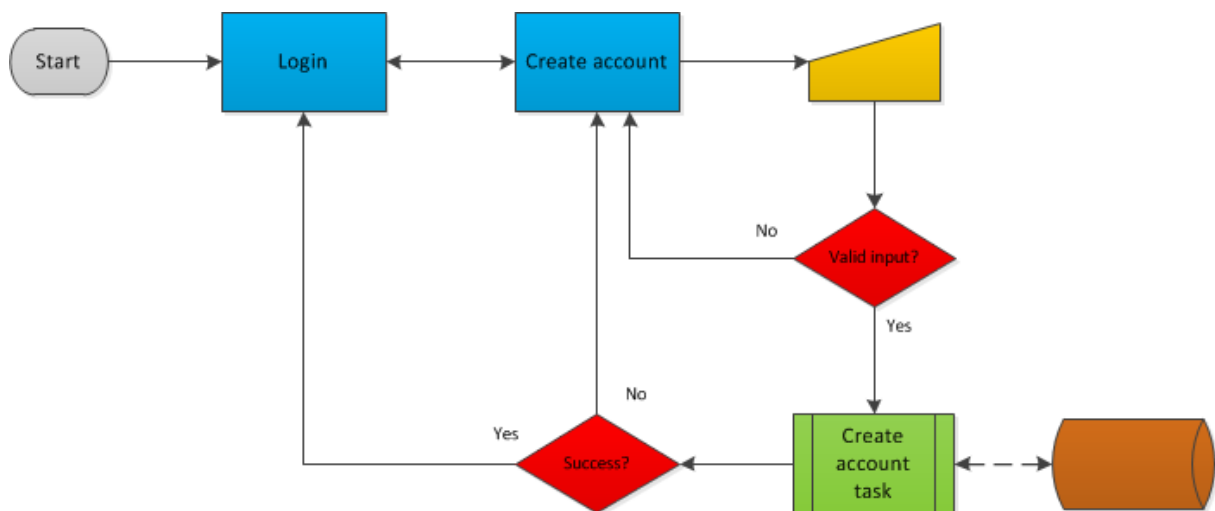 Start
Login
Create account
No
Valid input?
Yes
No
Yes
Success?
Create
account
task